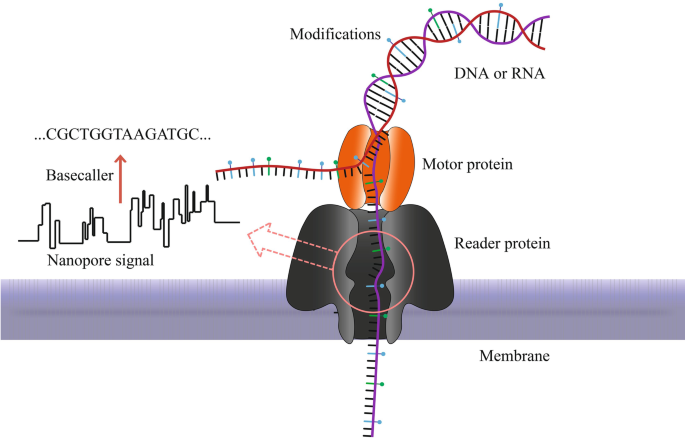 Modifications
DNA or RNA
...CGCTGGTAAGATGC...
Basecaller
Motor protein
Nanopore signal
Reader protein
Membrane